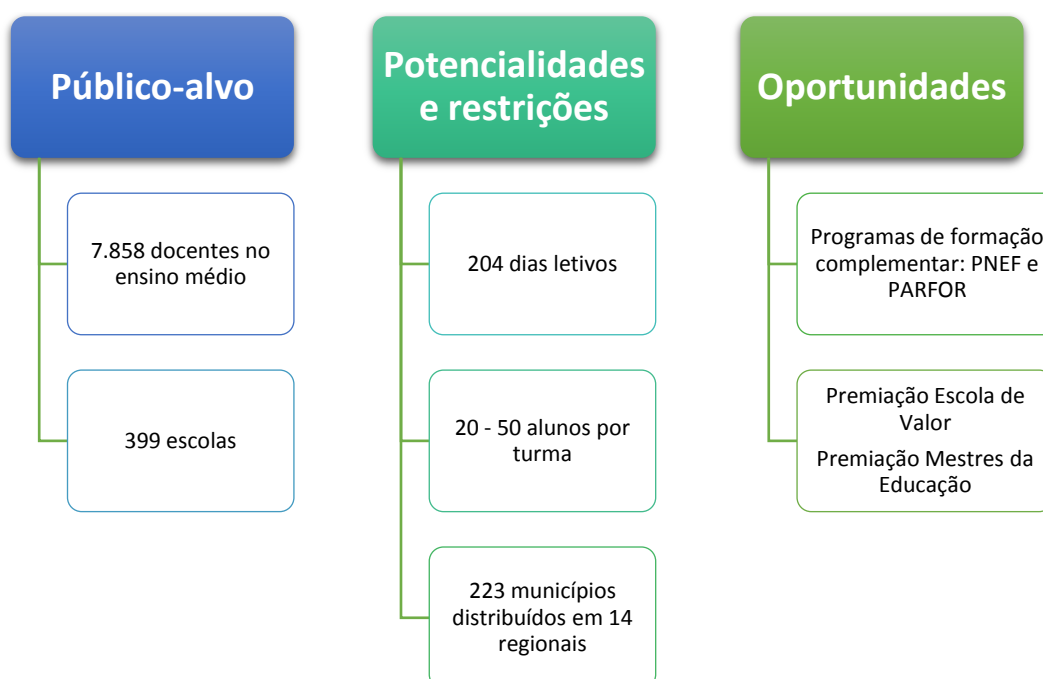 Público-alvo
7.858 docentes no
ensino médio
399 escolas
Potencialidades
e restrições
204 dias letivos
20 - 50 alunos por
turma
223 municípios
distribuídos em 14
regionais
Oportunidades
Programas de formação
complementar: PNEF e
PARFOR
Premiação Escola de
Valor
Premiação Mestres da
Educação